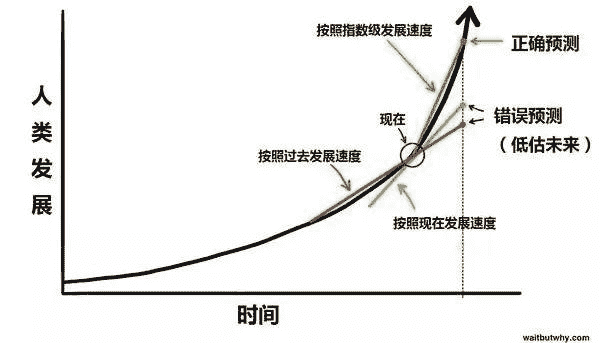 按照指数级发展速度
正确预测
人类发展
现在
错误预测
(低估未来)
按照过去发展速度
按照现在发展速度
时间
waitbutwhy.com